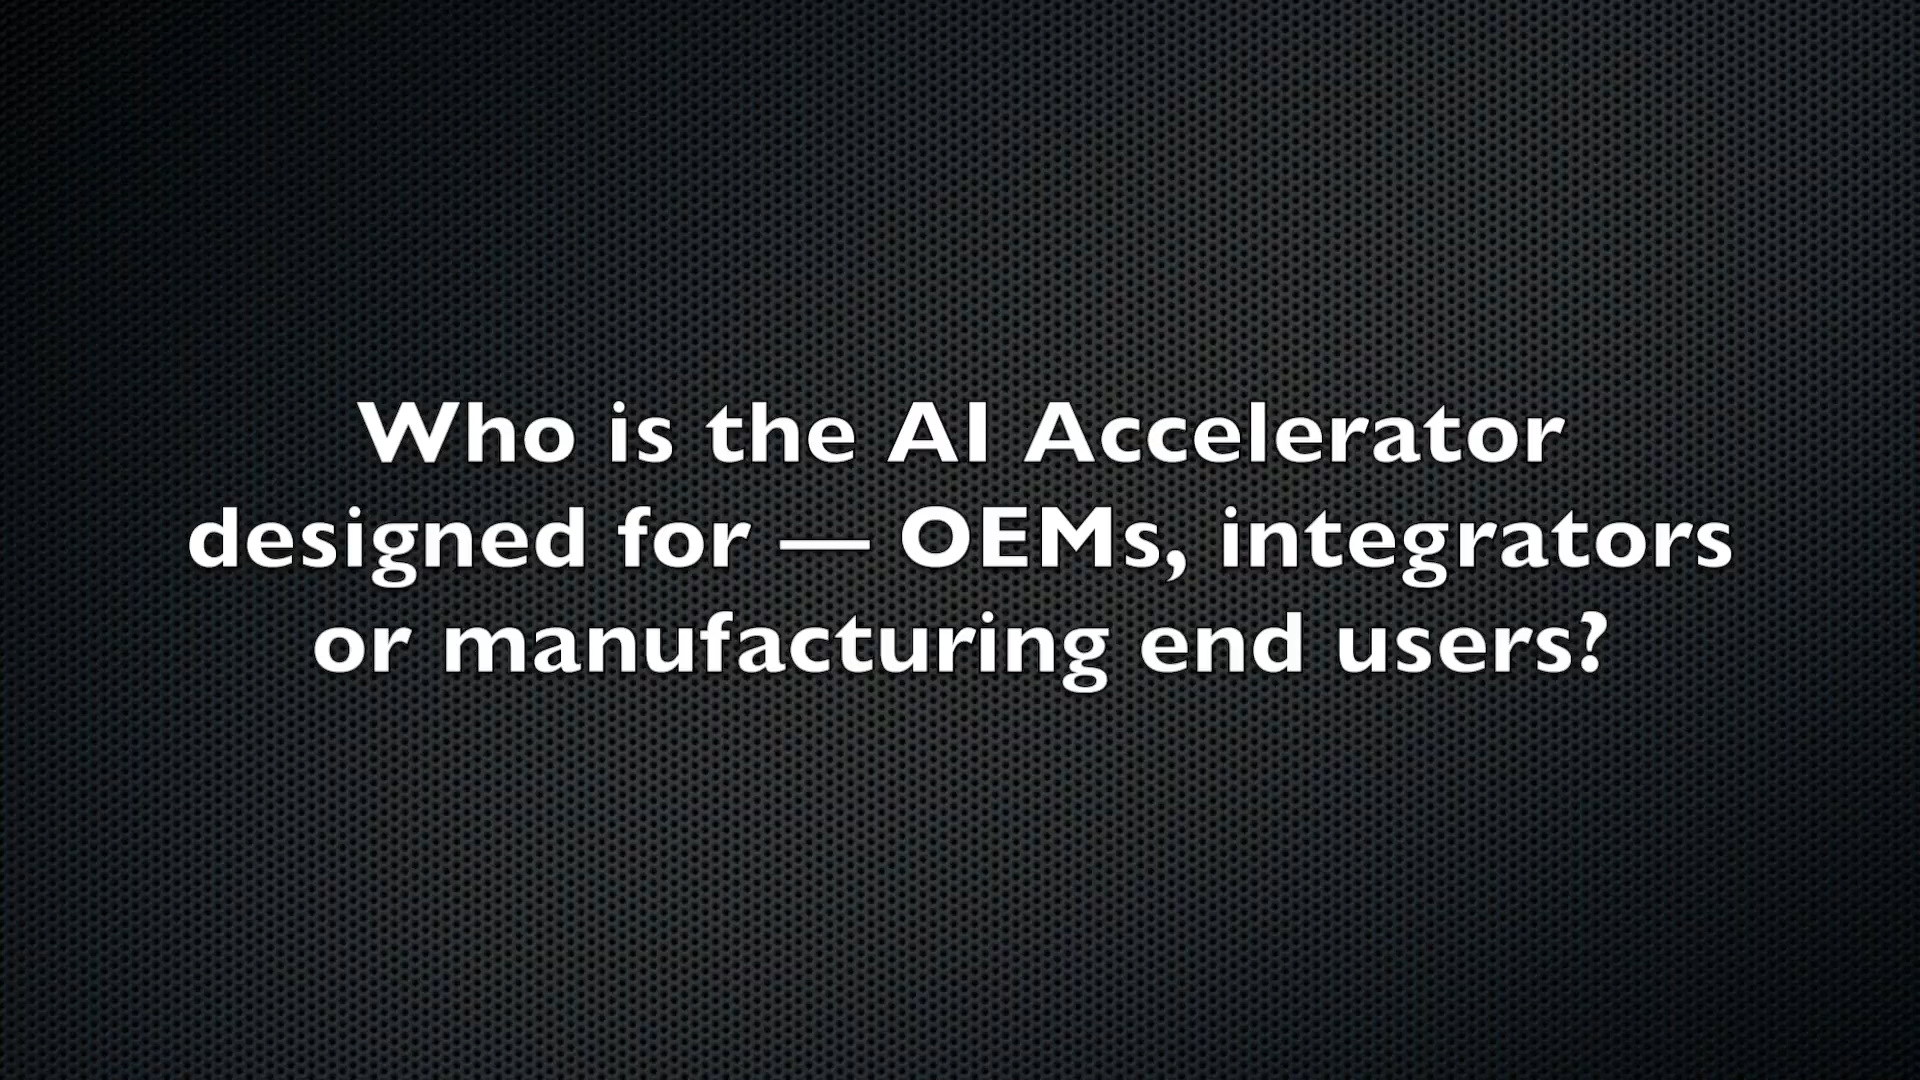 Who is the AI Accelerator
designed for — OEMs, integrators
or manufacturing end users?